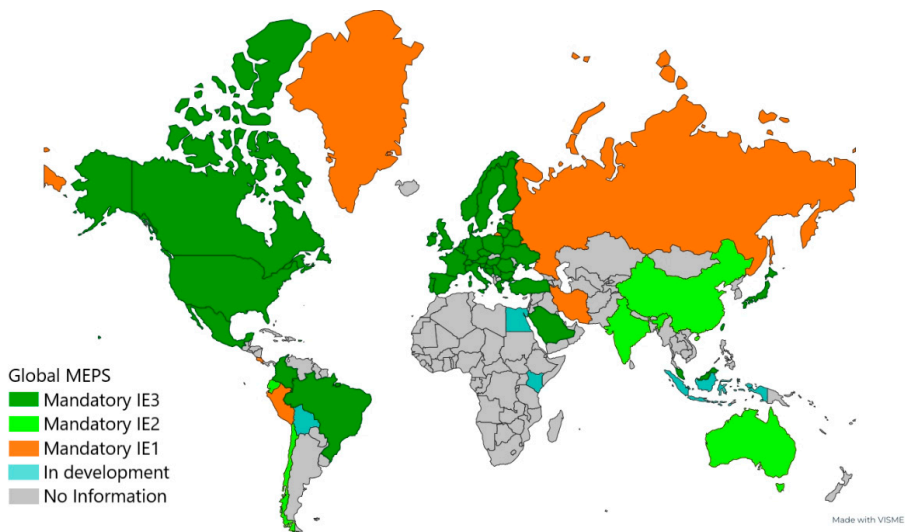 Global MEPS
Mandatory IE3
Mandatory IE2
Mandatory IE1
In development
No Information
Made with VISME